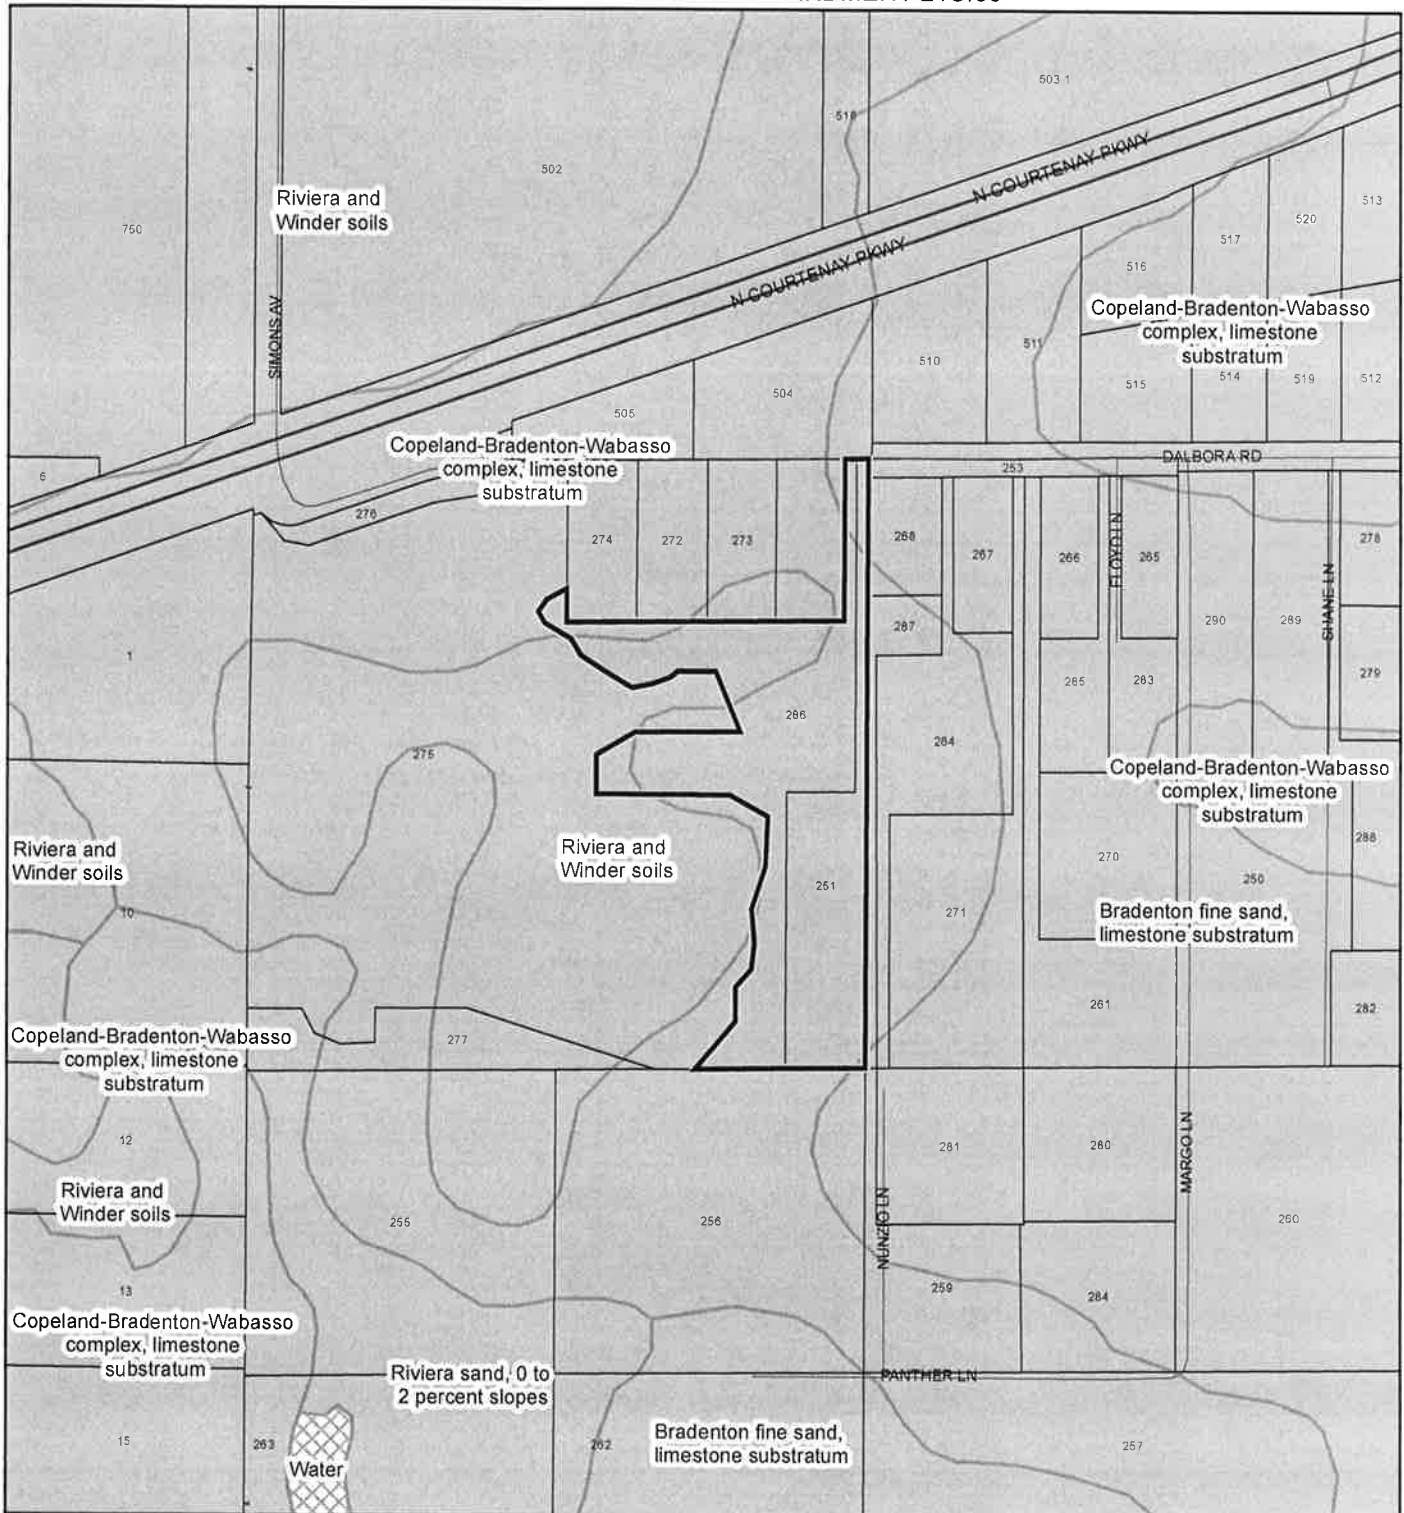 503 1
518
N COURTENAY PKWY
502
Riviera and
Winder soils
750
513
520
517
516
N COURTENAY PKWY
SIMONS AV
Copeland-Bradenton-Wabasso
complex, limestone
substratum
511
510
515
514
519
512
504
505
Copeland-Bradenton-Wabasso
complex, limestone
substratum
DALBORA RD
253
6
276
274
272
273
268
267
266
FLOYD LN
265
278
SHANE LN
287
290
289
1
285
283
279
286
284
275
Copeland-Bradenton-Wabasso
complex, limestone
substratum
288
Riviera and
Winder soils
Riviera and
Winder soils
270
250
251
10
271
Bradenton fine sand,
limestone substratum
261
282
Copeland-Bradenton-Wabasso
complex, limestone
substratum
277
12
281
280
MARGO LN
Riviera and
Winder soils
255
256
NUNZIO LN
260
13
259
284
Copeland-Bradenton-Wabasso
complex, limestone
substratum
Riviera sand, 0 to
2 percent slopes
PANTHER LN
15
263
Water
262
Bradenton fine sand,
limestone substratum
257